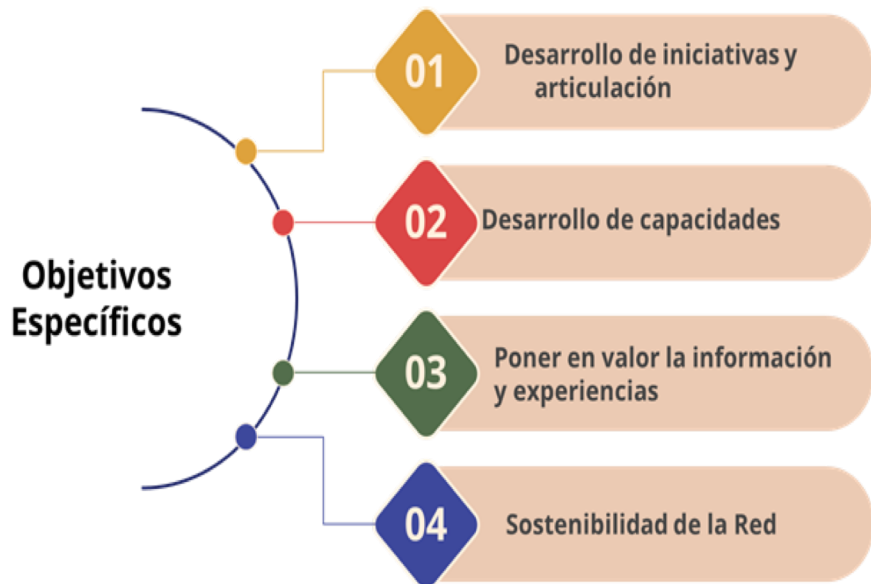 Objetivos
Específicos
01
Desarrollo de iniciativas y
articulación
02
Desarrollo de capacidades
03
Poner en valor la información
y experiencias
04
Sostenibilidad de la Red